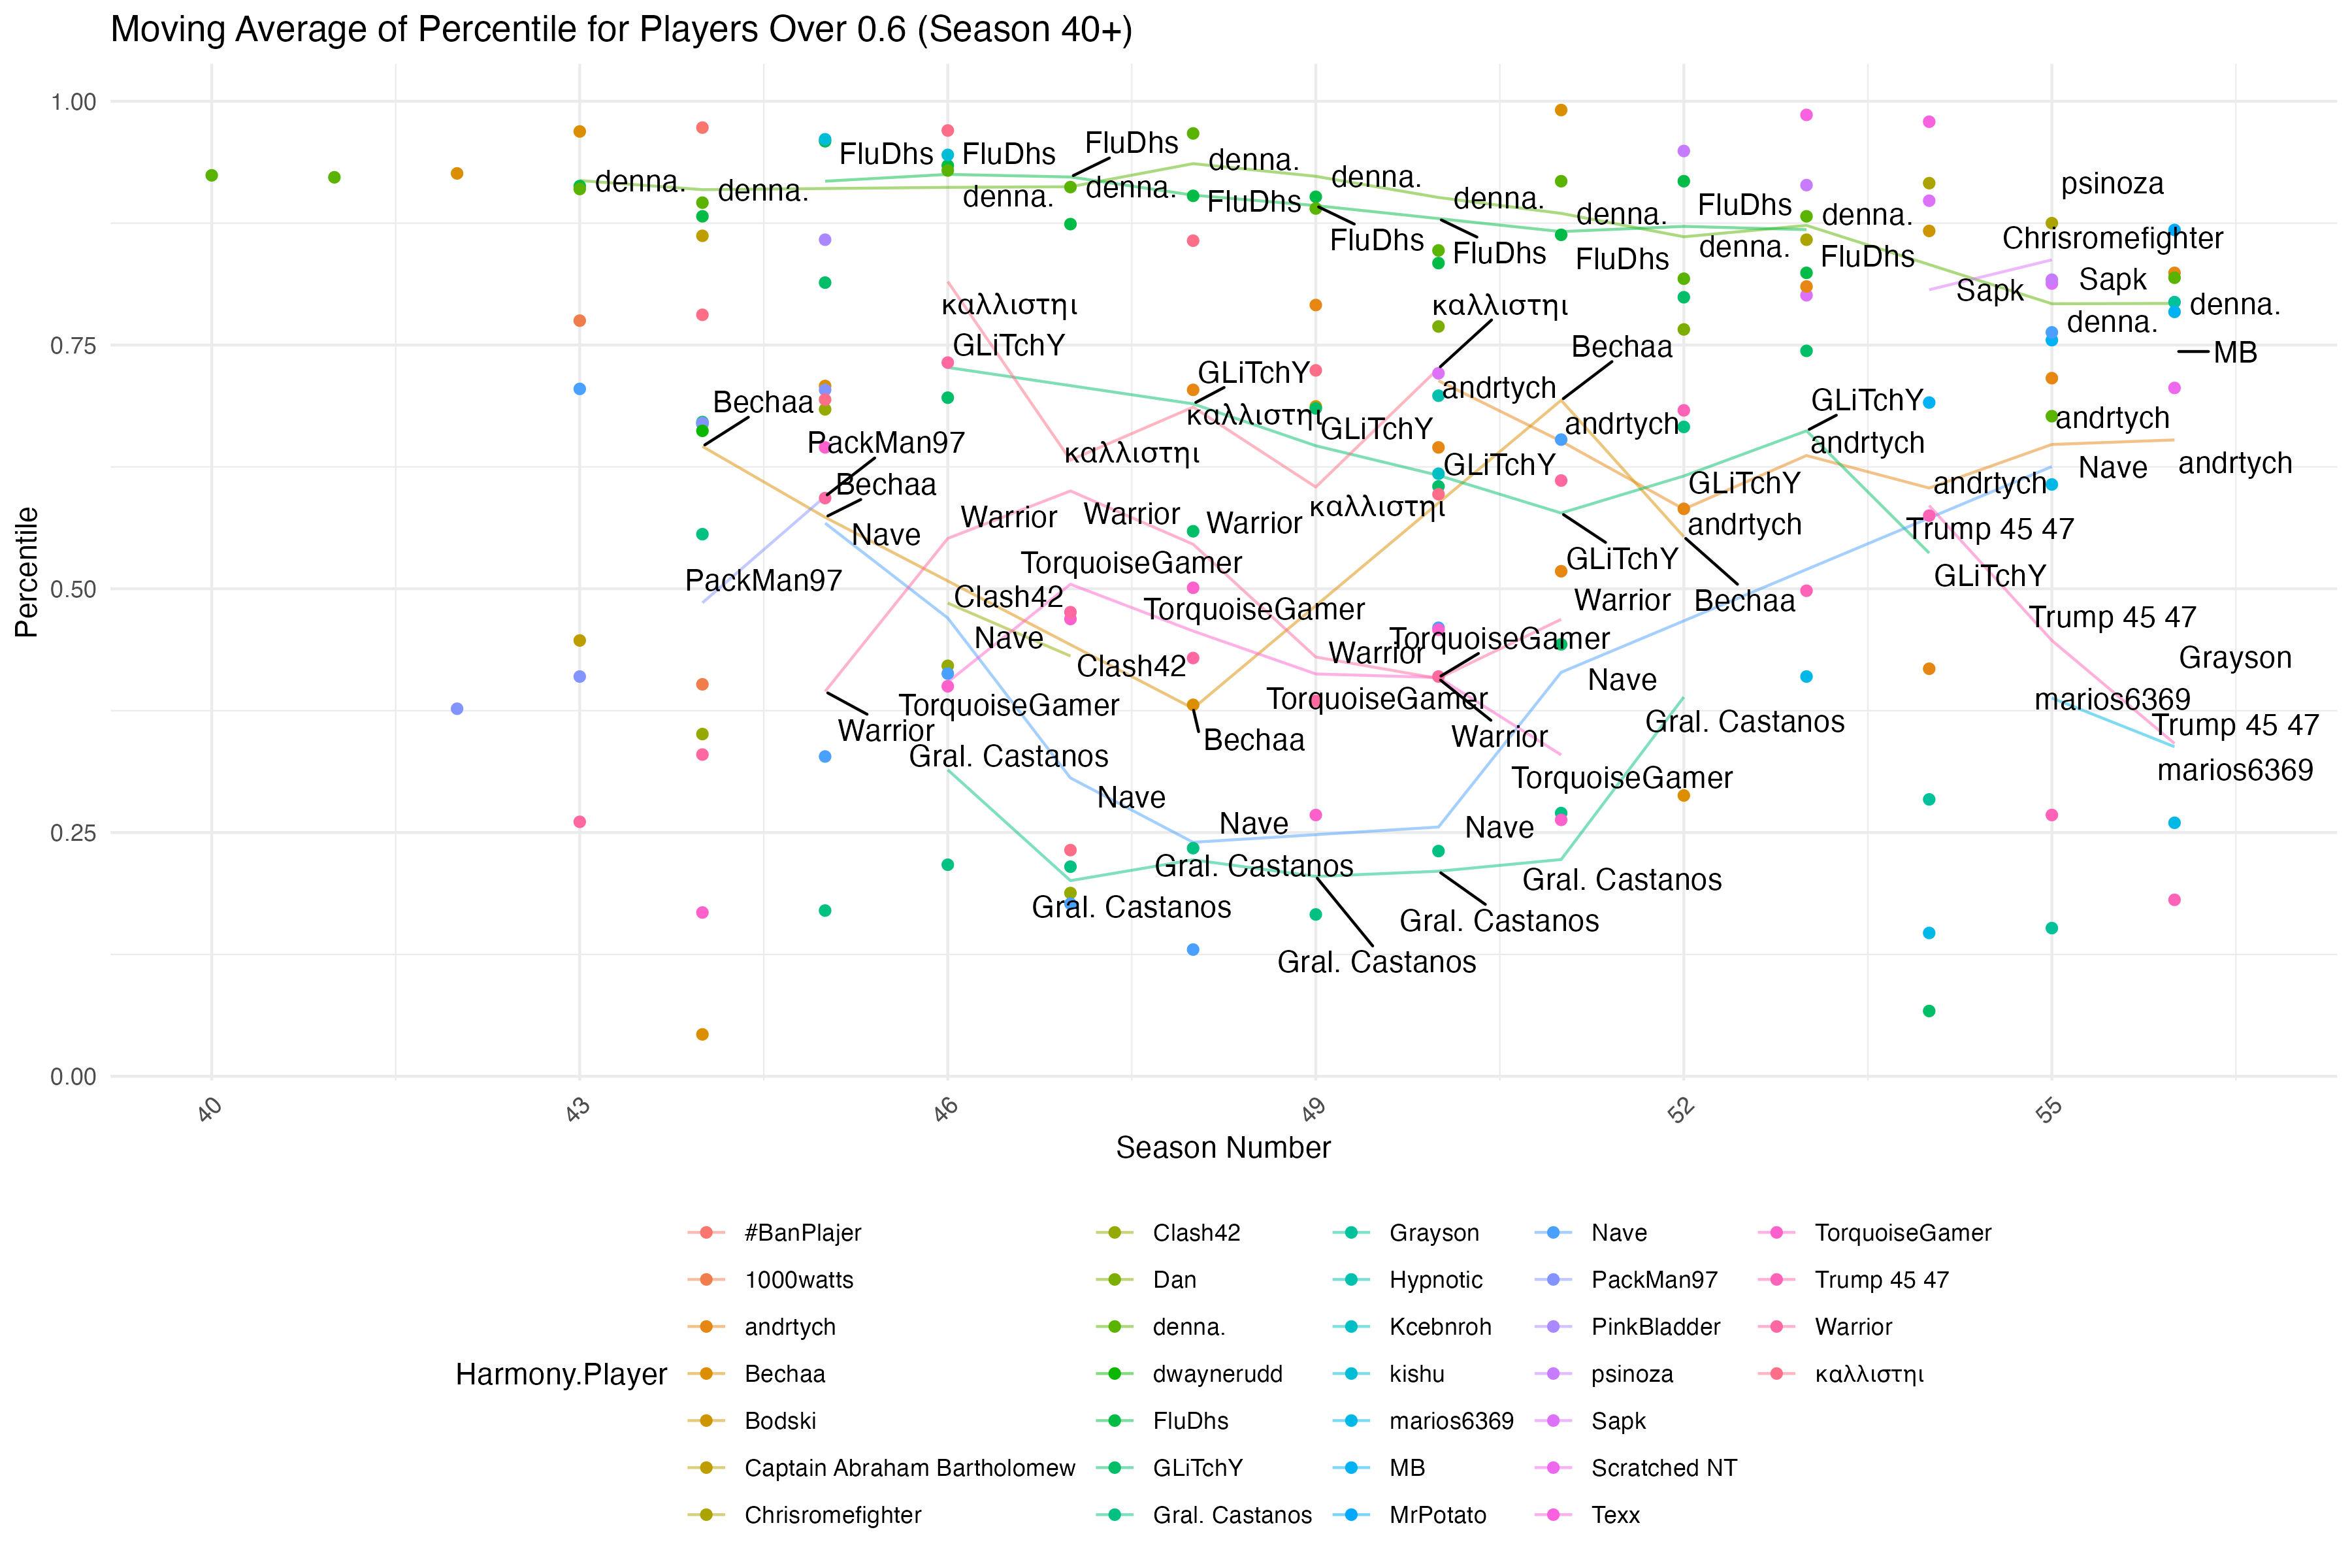 Moving Average of Percentile for Players Over 0.6 (Season 40+)
1.00
0.75
0.50
0.25
0.00
Percentile
FluDhs
FluDhs
FluDhs
denna.
denna.
denna.
denna.
denna.
denna.
denna.
FluDhs
denna.
FluDhs
FluDhs
denna.
FluDhs
FluDhs
denna.
denna.
FluDhs
psinoza
Chrisromefighter
Sapk
Sapk
denna.
denna.
MB
καλλιστηι
GLiTchY
καλλιστηι
Bechaa
GLiTchY
andrtych
GLiTchY
Bechaa
καλλιστηι
andrtych
andrtych
PackMan97
GLiTchY
andrtych
καλλιστηι
GLiTchY
Nave
andrtych
Bechaa
GLiTchY
andrtych
καλλιστηι
Warrior
Warrior
Warrior
andrtych
Trump 45 47
Nave
TorquoiseGamer
GLiTchY
GLiTchY
PackMan97
Clash42
TorquoiseGamer
Warrior
Bechaa
Trump 45 47
Nave
TorquoiseGamer
Warrior
Grayson
Clash42
Nave
TorquoiseGamer
TorquoiseGamer
marios6369
Warrior
Gral. Castanos
Trump 45 47
Bechaa
Warrior
Gral. Castanos
TorquoiseGamer
marios6369
Nave
Nave
Nave
Gral. Castanos
Gral. Castanos
Gral. Castanos
Gral. Castanos
Gral. Castanos
40
43
46
49
52
55
Season Number
Harmony.Player
#BanPlajer
1000watts
andrtych
Bechaa
Bodski
Captain Abraham Bartholomew
Chrisromefighter
Clash42
Dan
denna.
dwaynerudd
FluDhs
GLiTchY
Gral. Castanos
Grayson
Hypnotic
Kcebnroh
kishu
marios6369
MB
MrPotato
Nave
PackMan97
PinkBladder
psinoza
Sapk
Scratched NT
Texx
TorquoiseGamer
Trump 45 47
Warrior
καλλιστηι